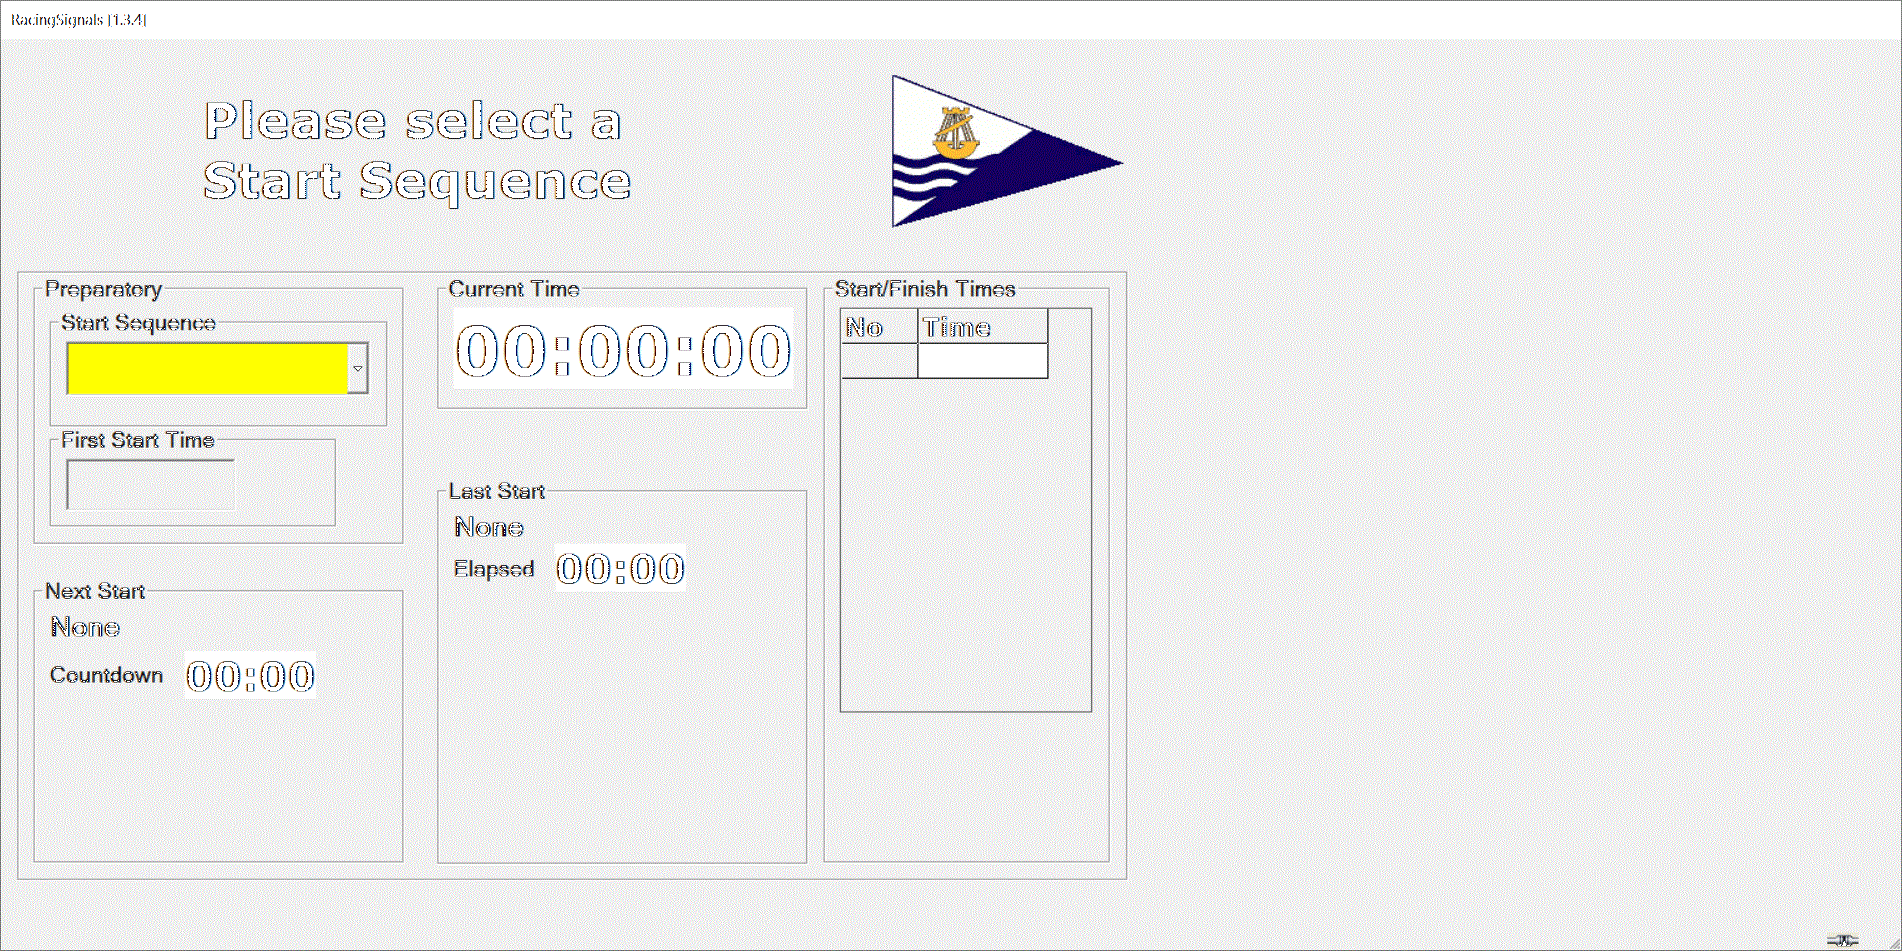 RacingSignals [1.3.4]
Please select a
Start Sequence
Preparatory
Start Sequence
First Start Time
Next Start
None
Countdown 00:00
Current Time
00:00:00
Last Start
None
Elapsed 00:00
Start/Finish Times
No Time